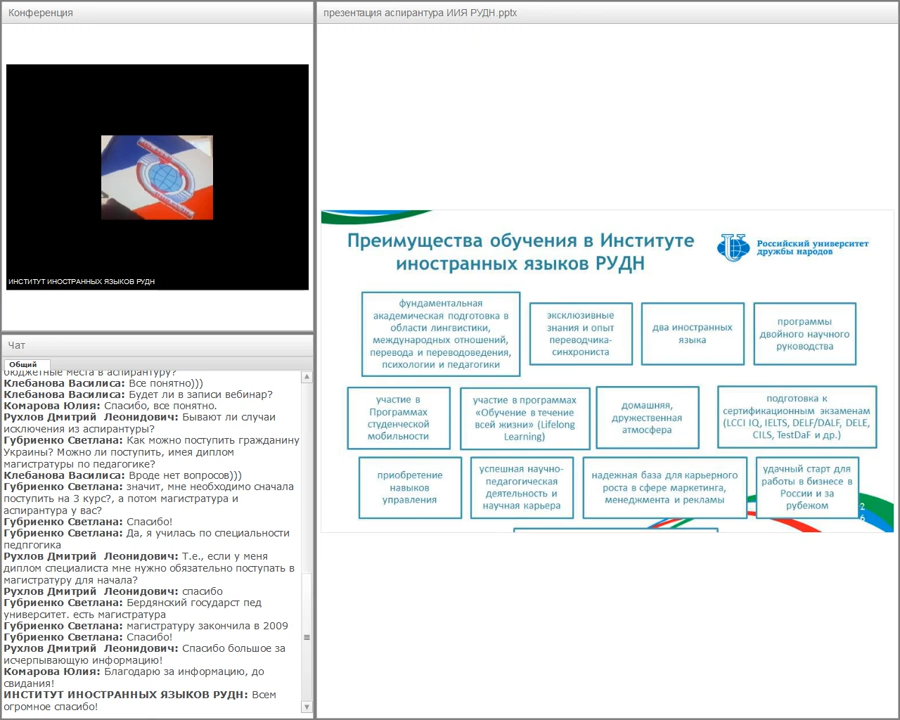 Конференция
ИНСТИТУТ ИНОСТРАННЫХ ЯЗЫКОВ РУДН
Чат
Общий
бюджетные места в аспирантуру?
Клебанова Василиса: Все понятно)))
Клебанова Василиса: Будет ли в записи вебинар?
Комарова Юлия: Спасибо, все понятно.
Рухлов Дмитрий Леонидович: Бывают ли случаи
исключения из аспирантуры?
Губриенко Светлана: Как можно поступить гражданину
Украины? Можно ли поступить, имея диплом
магистратуры по педагогике?
Клебанова Василиса: Вроде нет вопросов)))
Губриенко Светлана: значит, мне необходимо сначала
поступить на 3 курс?, а потом магистратура и
аспирантура у вас?
Губриенко Светлана: Спасибо!
Губриенко Светлана: Да, я училась по специальности
педпгогика
Рухлов Дмитрий Леонидович: Т.е., если у меня
диплом специалиста мне нужно обязательно поступать в
магистратуру для начала?
Рухлов Дмитрий Леонидович: спасибо
Губриенко Светлана: Бердянский государст пед
университет. есть магистратура
Губриенко Светлана: магистратуру закончила в 2009
Губриенко Светлана: Спасибо!
Рухлов Дмитрий Леонидович: Спасибо большое за
исчерпывающую информацию!
Комарова Юлия: Благодарю за информацию, до
свидания!
ИНСТИТУТ ИНОСТРАННЫХ ЯЗЫКОВ РУДН: Всем
огромное спасибо!
презентация аспирантура ИИЯ РУДН.pptx
Преимущества обучения в Институте
иностранных языков РУДН
Российский университет
дружбы народов
фундаментальная
академическая подготовка в
области лингвистики,
международных отношений,
перевода и переводоведения,
психологии и педагогики
эксклюзивные
знания и опыт
переводчика-
синхрониста
два иностранных
языка
программы
двойного научного
руководства
участие в
Программах
студенческой
мобильности
участие в программах
«Обучение в течение
всей жизни» (Lifelong
Learning)
домашняя,
дружественная
атмосфера
подготовка к
сертификационным экзаменам
(LCCI IQ, IELTS, DELF/DALF, DELE,
CILS, TestDaF и др.)
приобретение
навыков
управления
успешная научно-
педагогическая
деятельность и
научная карьера
надежная база для карьерного
роста в сфере маркетинга,
менеджмента и рекламы
удачный старт для
работы в бизнесе в
России и за
рубежом
2
6